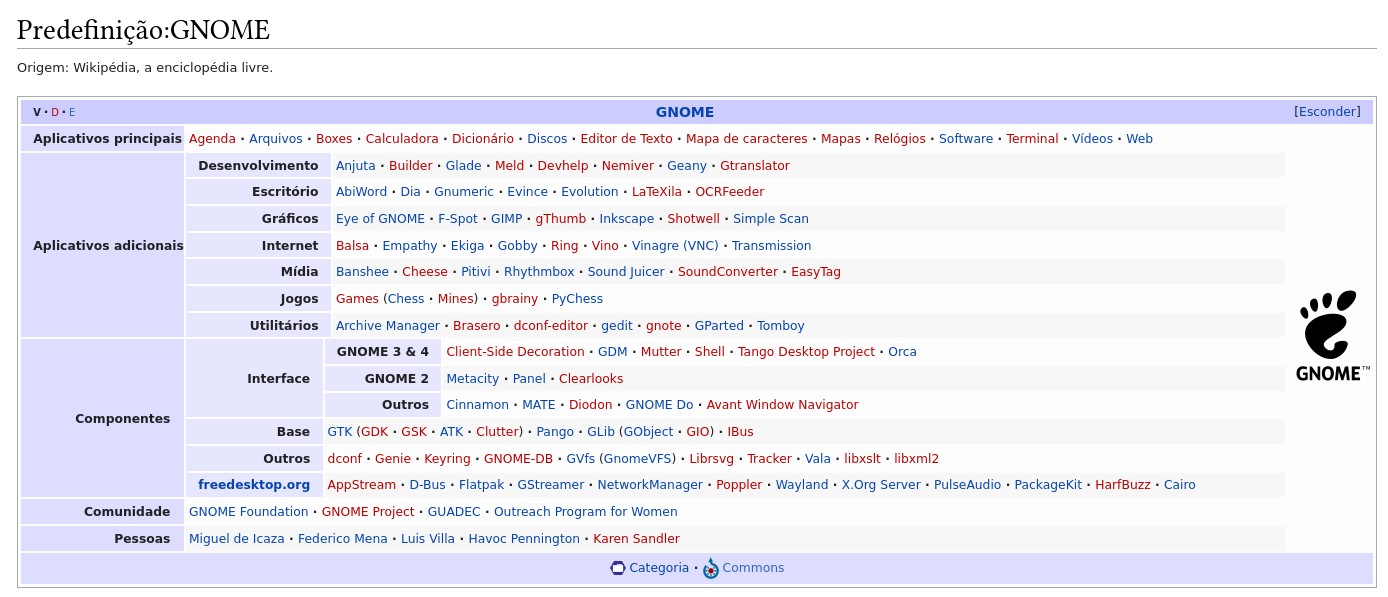 Predefinição:GNOME
Origem: Wikipédia, a enciclopédia livre.
V · D · E GNOME [Esconder]
Aplicativos principais Agenda · Arquivos · Boxes · Calculadora · Dicionário · Discos · Editor de Texto · Mapa de caracteres · Mapas · Relógios · Software · Terminal · Vídeos · Web
Aplicativos adicionais
Desenvolvimento Anjuta · Builder · Glade · Meld · Devhelp · Nemiver · Geany · Gtranslator
Escritório AbiWord · Dia · Gnumeric · Evince · Evolution · LaTeXila · OCRFeeder
Gráficos Eye of GNOME · F-Spot · GIMP · gThumb · Inkscape · Shotwell · Simple Scan
Internet Balsa · Empathy · Ekiga · Gobby · Ring · Vino · Vinagre (VNC) · Transmission
Mídia Banshee · Cheese · Pitivi · Rhythmbox · Sound Juicer · SoundConverter · EasyTag
Jogos Games (Chess · Mines) · gbrainy · PyChess
Utilitários Archive Manager · Brasero · dconf-editor · gedit · gnote · GParted · Tomboy
Componentes
Interface
GNOME 3 & 4 Client-Side Decoration · GDM · Mutter · Shell · Tango Desktop Project · Orca
GNOME 2 Metacity · Panel · Clearlooks
Outros Cinnamon · MATE · Diodon · GNOME Do · Avant Window Navigator
Base GTK (GDK · GSK · ATK · Clutter) · Pango · GLib (GObject · GIO) · IBus
Outros dconf · Genie · Keyring · GNOME-DB · GVfs (GnomeVFS) · Librsvg · Tracker · Vala · libxslt · libxml2
freedesktop.org AppStream · D-Bus · Flatpak · GStreamer · NetworkManager · Poppler · Wayland · X.Org Server · PulseAudio · PackageKit · HarfBuzz · Cairo
Comunidade GNOME Foundation · GNOME Project · GUADEC · Outreach Program for Women
Pessoas Miguel de Icaza · Federico Mena · Luis Villa · Havoc Pennington · Karen Sandler
GNOME™
Categoria · Commons